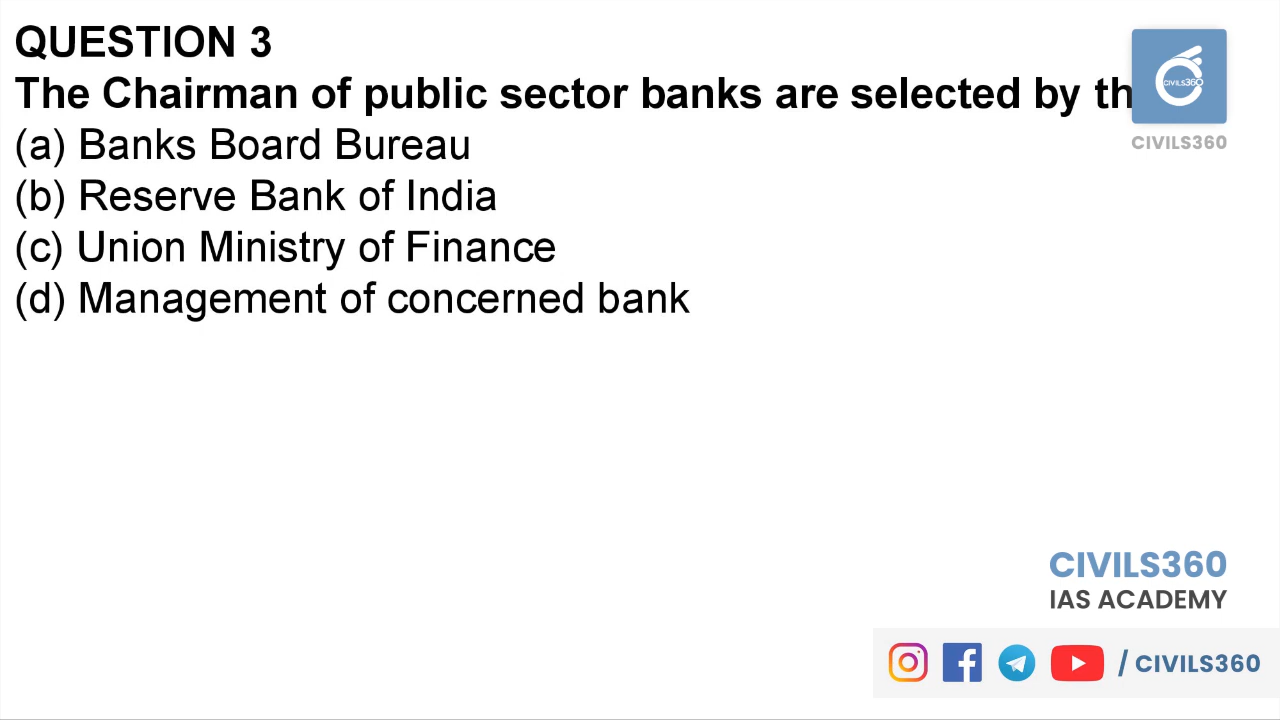 QUESTION 3
The Chairman of public sector banks are selected by
(a) Banks Board Bureau
(b) Reserve Bank of India
(c) Union Ministry of Finance
(d) Management of concerned bank
CIVILS360
CIVILS360
CIVILS360
IAS ACADEMY
/ CIVILS360